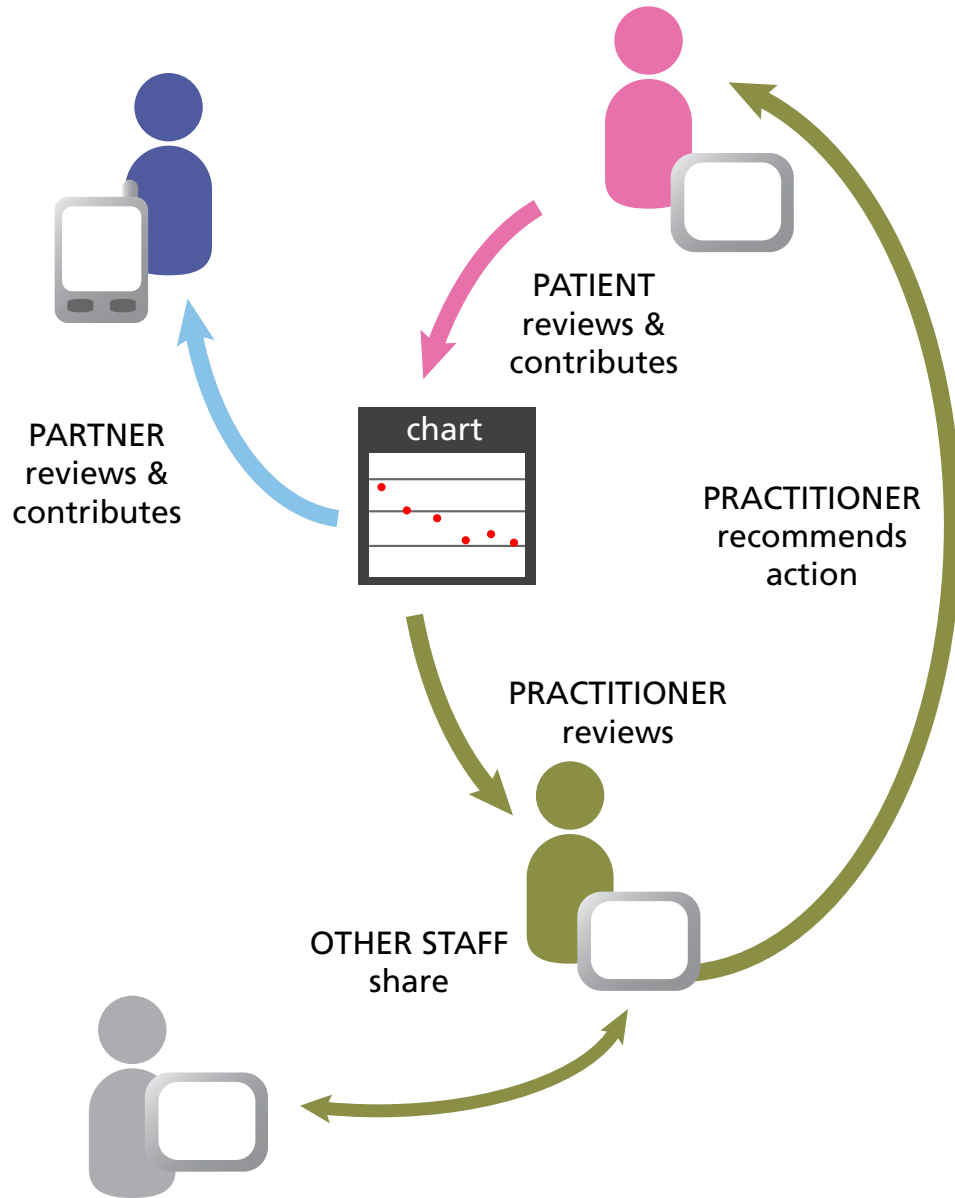 PATIENT
reviews &
contributes
chart
PARTNER
reviews &
contributes
PRACTITIONER
recommends
action
PRACTITIONER
reviews
OTHER STAFF
share